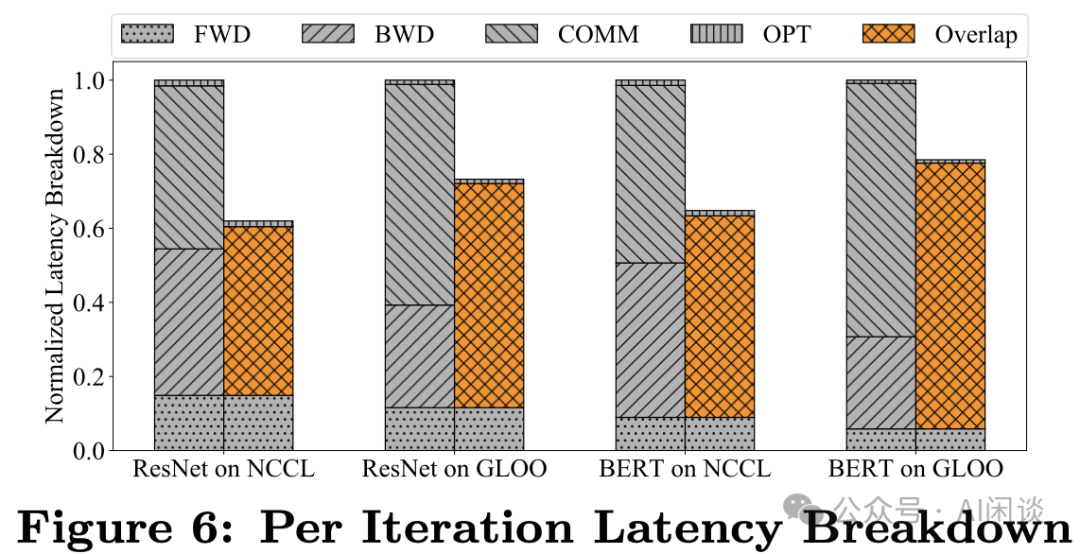 FWD BWD COMM OPT Overlap
Normalized Latency Breakdown
1.0
0.8
0.6
0.4
0.2
0.0
ResNet on NCCL ResNet on GLOO BERT on NCCL BERT on GLOO
公众号 · AI闲谈
Figure 6: Per Iteration Latency Breakdown